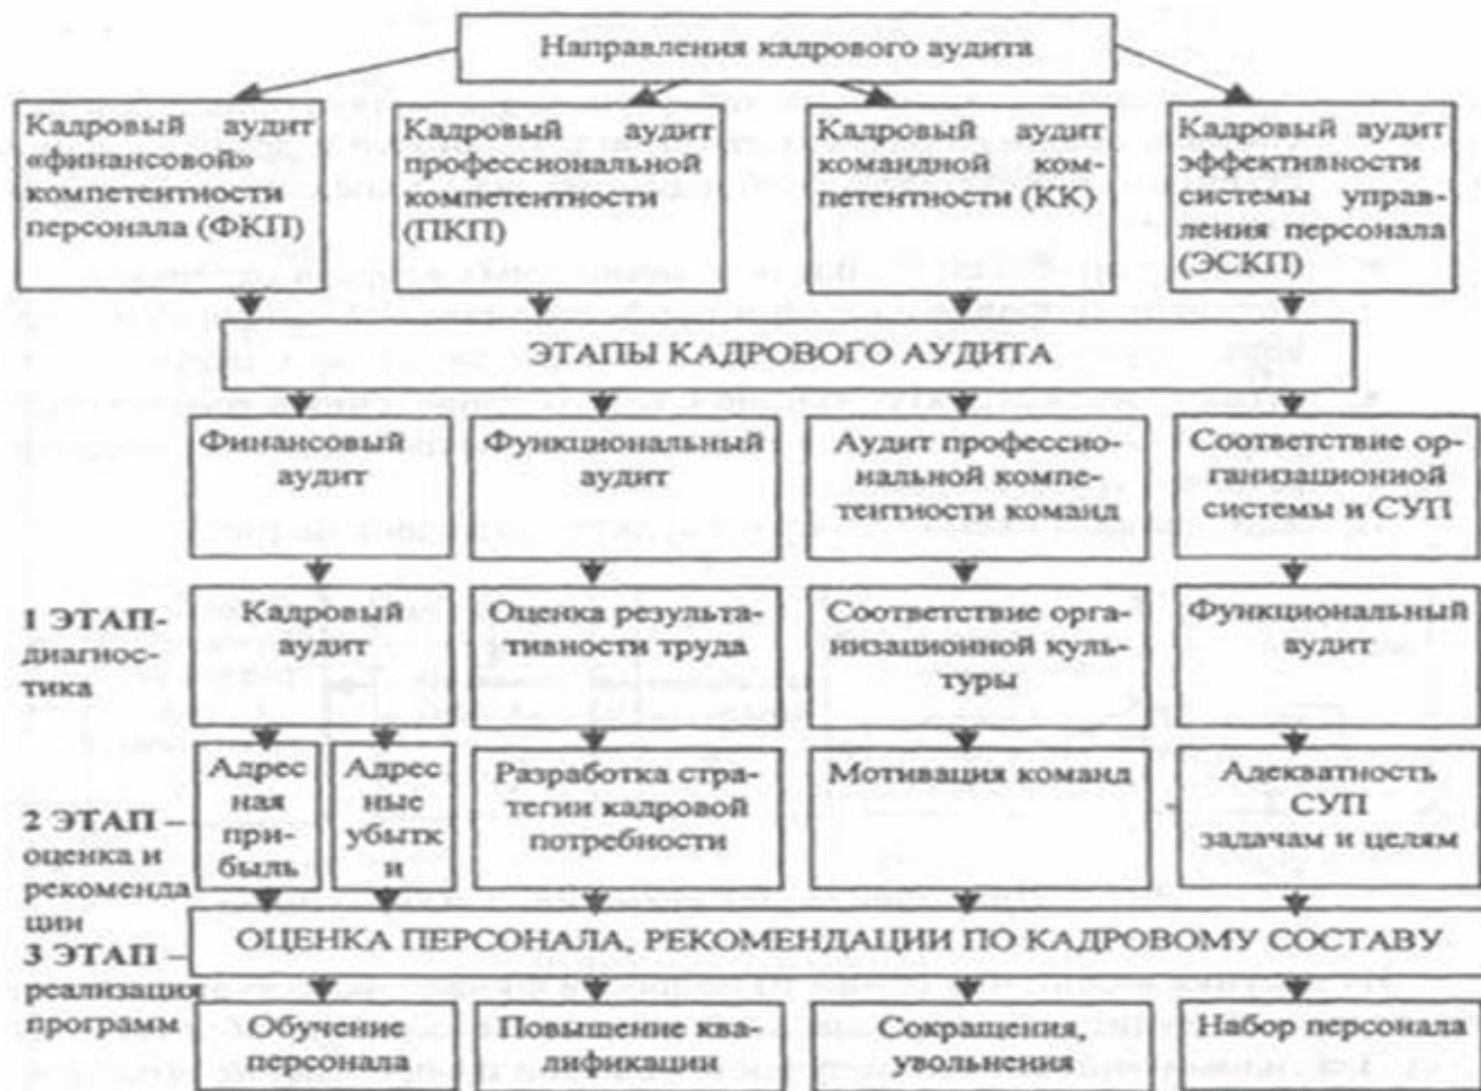 Направления кадрового аудита
Кадровый аудит
«финансовой»
компетентности
персонала (ФКП)
Кадровый аудит
профессиональной
компетентности
(ПКП)
Кадровый аудит
командной ком-
петентности (КК)
Кадровый аудит
эффективности
системы управ-
ления персонала
(ЭСКП)
ЭТАПЫ КАДРОВОГО АУДИТА
Финансовый
аудит
Функциональный
аудит
Аудит профессио-
нальной компе-
тентности команд
Соответствие ор-
ганизационной
системы и СУП
1 ЭТАП-
диагнос-
тика
Кадровый
аудит
Оценка результа-
тивности труда
Соответствие орга-
низационной куль-
туры
Функциональный
аудит
2 ЭТАП –
оценка и
рекоменда
ции
Адрес
ная
при-
быль
Адрес
ные
убытк
и
Разработка стра-
тегии кадровой
потребности
Мотивация команд
Адекватность
СУП
задачам и целям
ОЦЕНКА ПЕРСОНАЛА, РЕКОМЕНДАЦИИ ПО КАДРОВОМУ СОСТАВУ
3 ЭТАП –
реализация
программ
Обучение
персонала
Повышение ква-
лификации
Сокращения,
увольнения
Набор персонала